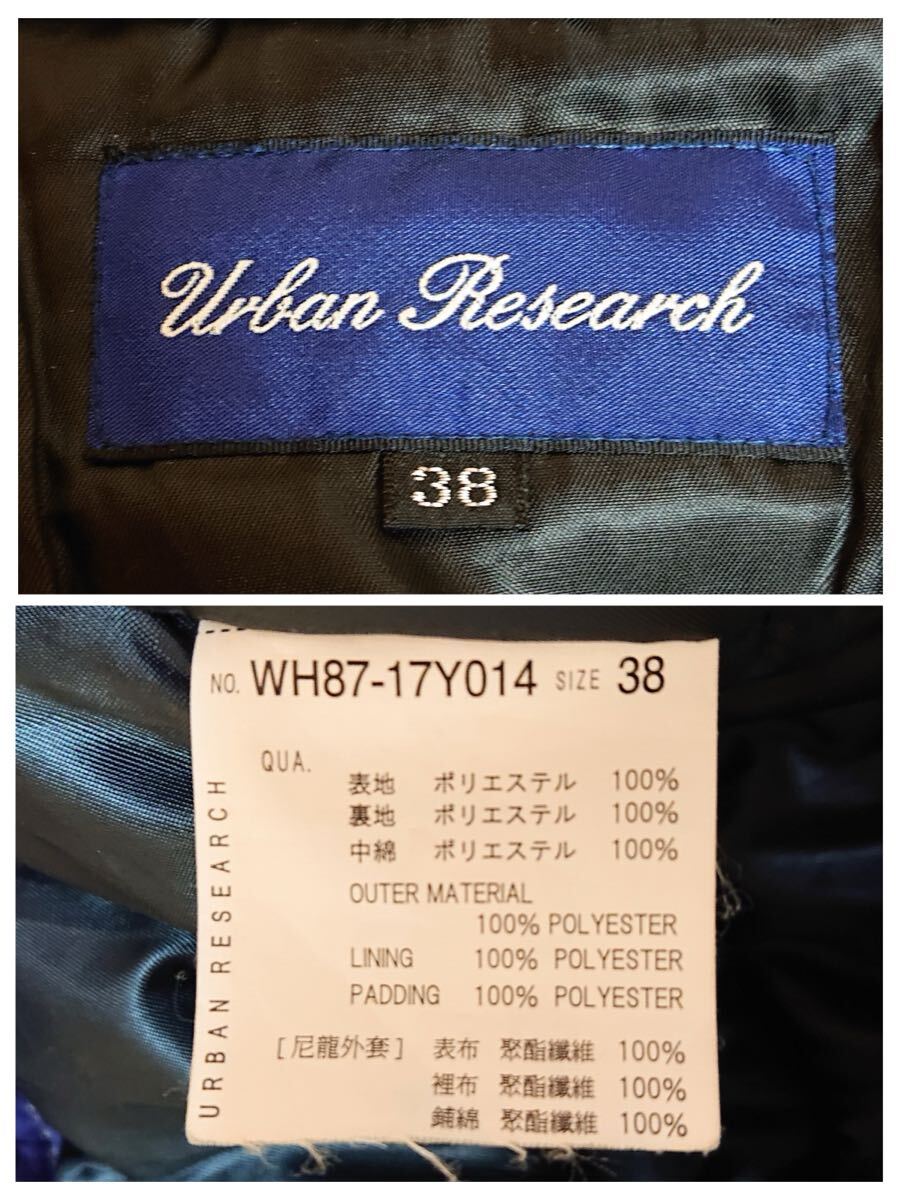 Urban Research
38
NO. WH87-17Y014 SIZE 38
QUA.
表地 ポリエステル 100%
裏地 ポリエステル 100%
中綿 ポリエステル 100%
OUTER MATERIAL
100% POLYESTER
LINING 100% POLYESTER
PADDING 100% POLYESTER
[尼龍外套] 表布 聚酯纖維 100%
裡布 聚酯纖維 100%
鋪綿 聚酯纖維 100%
URBAN RESEARCH